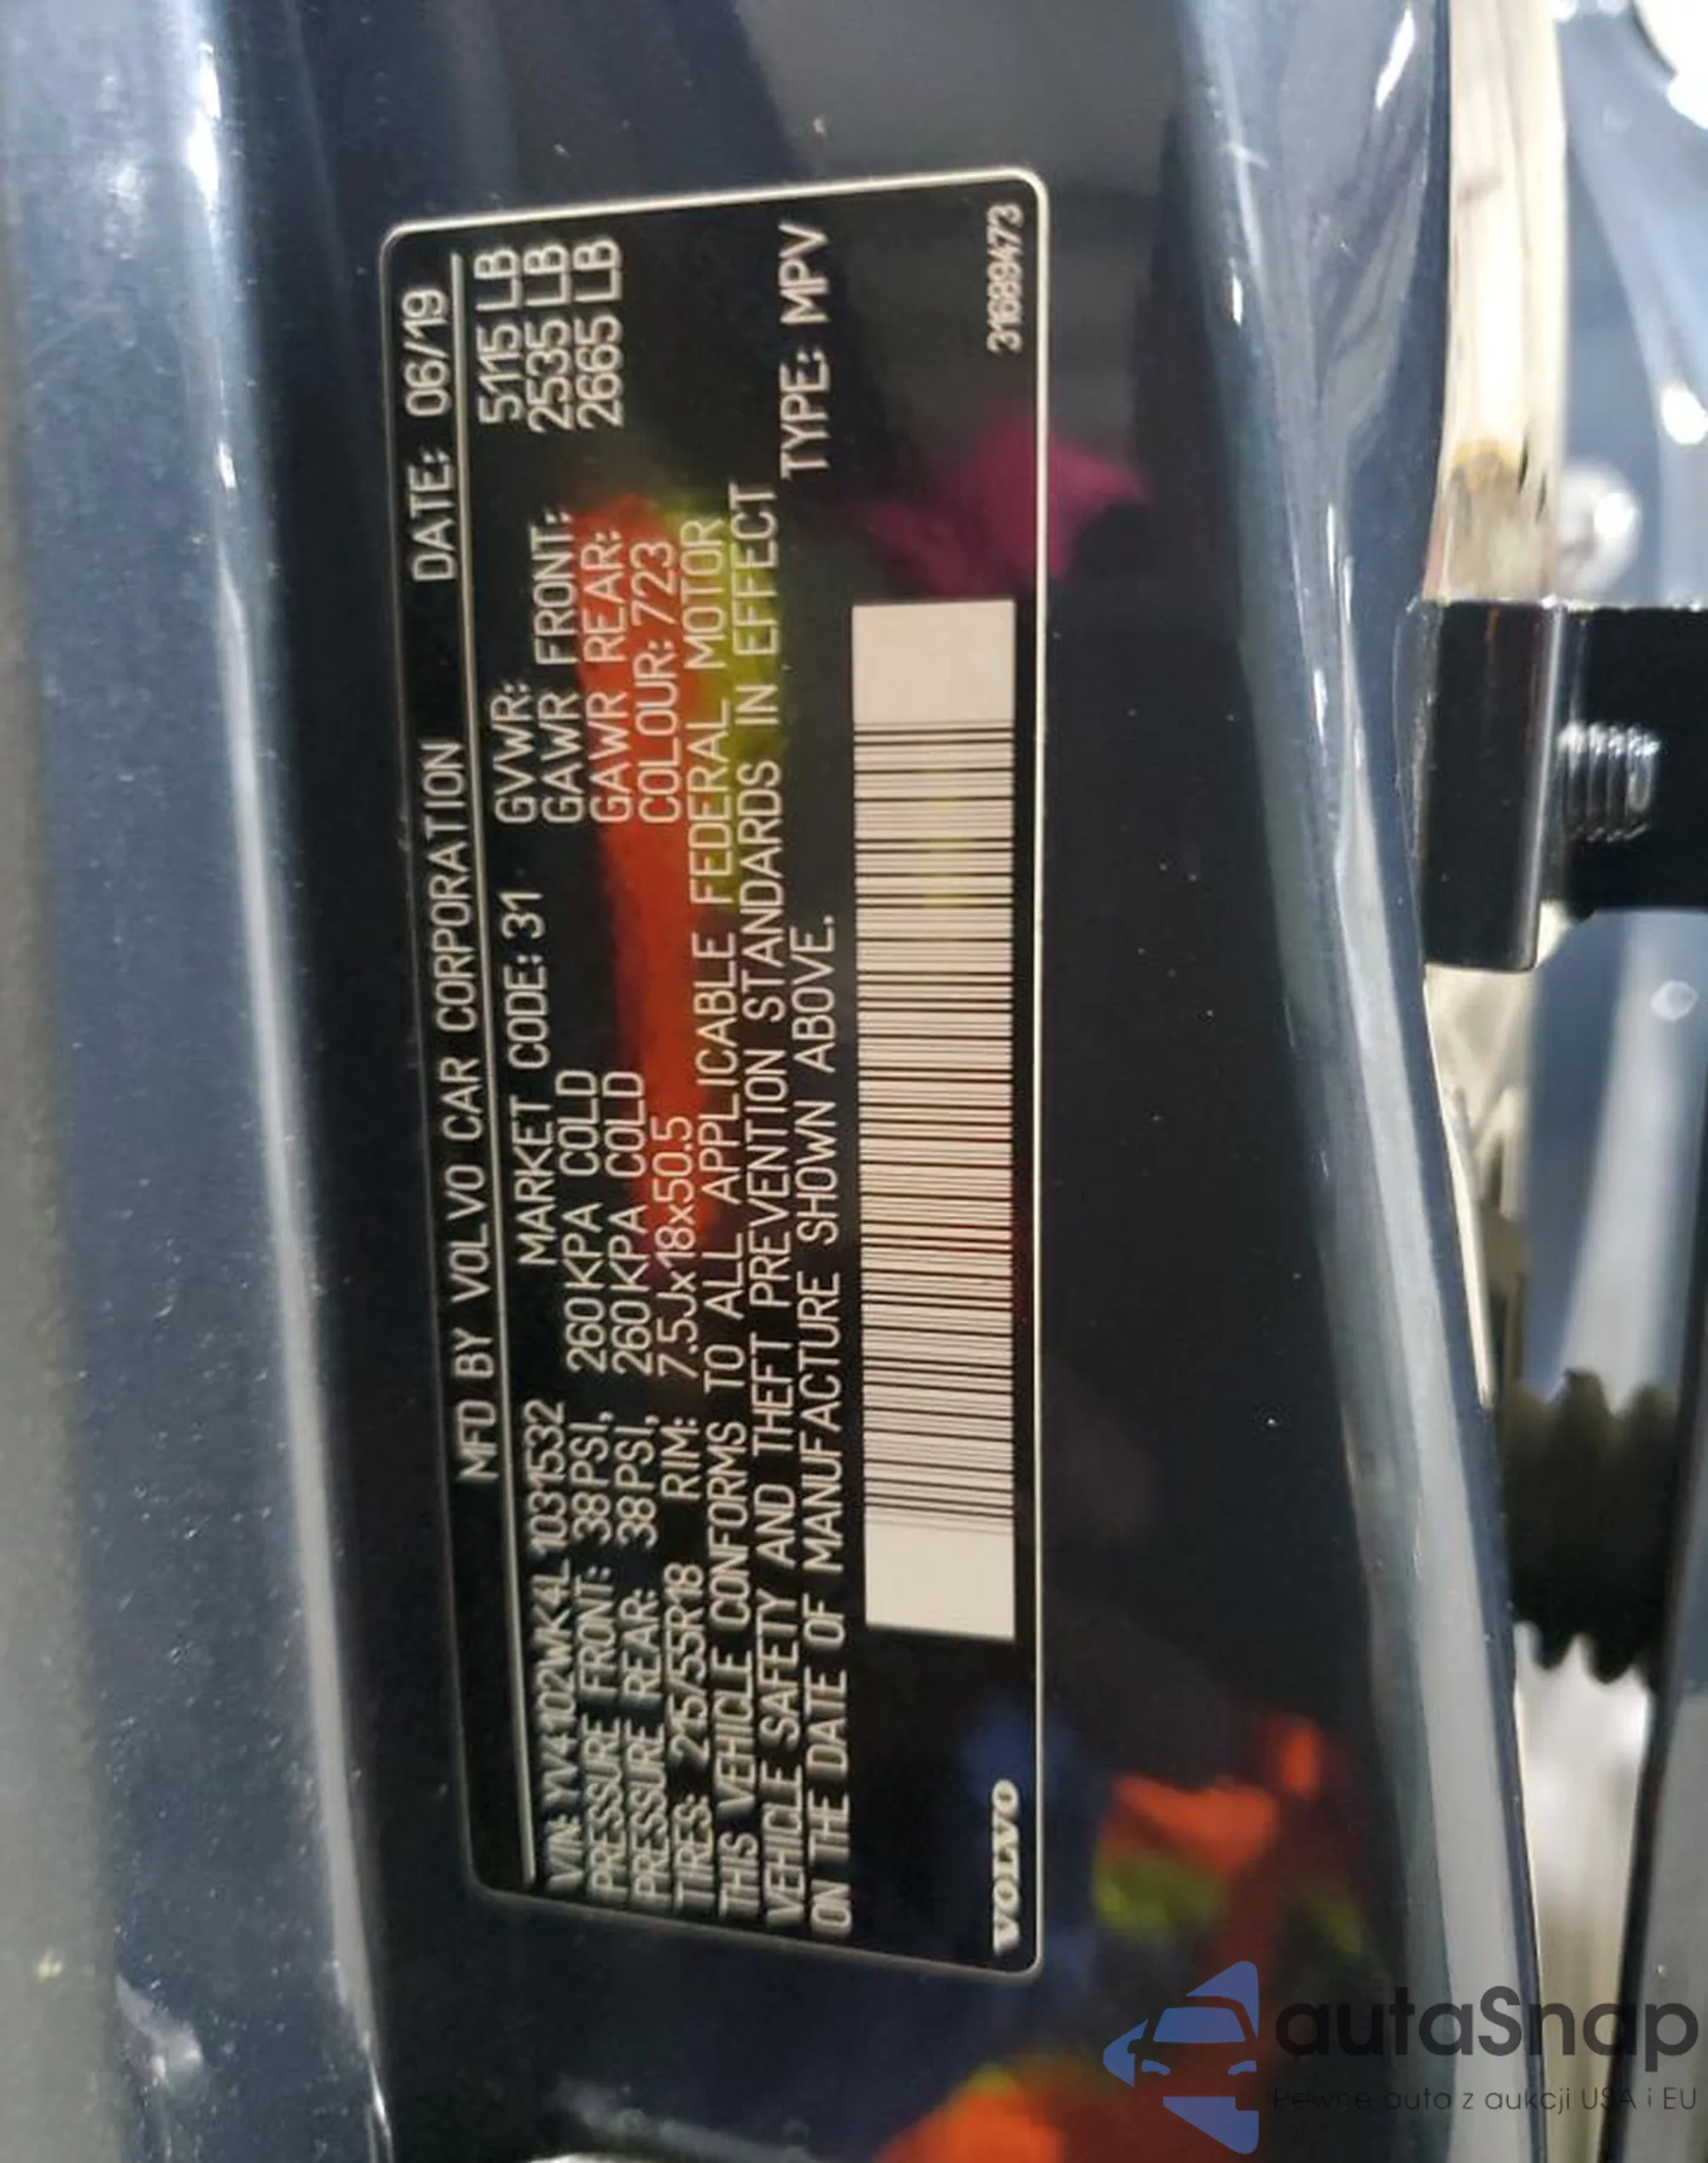 MFD BY VOLVO CAR CORPORATION DATE: 06/19
VIN: YV4102WK4L1031532 MARKET CODE: 31 GVWR: 5115 LB
PRESSURE FRONT: 38 PSI, 260 KPA COLD GAWR FRONT: 2535 LB
PRESSURE REAR: 38 PSI, 260 KPA COLD GAWR REAR: 2665 LB
TIRES: 215/55R18 RIM: 7.5Jx18x50.5 COLOUR: 723
THIS VEHICLE CONFORMS TO ALL APPLICABLE FEDERAL MOTOR
VEHICLE SAFETY AND THEFT PREVENTION STANDARDS IN EFFECT
ON THE DATE OF MANUFACTURE SHOWN ABOVE. TYPE: MPV
VOLVO 31689473
autaSnap
Pewne auta z aukcji USA i EU